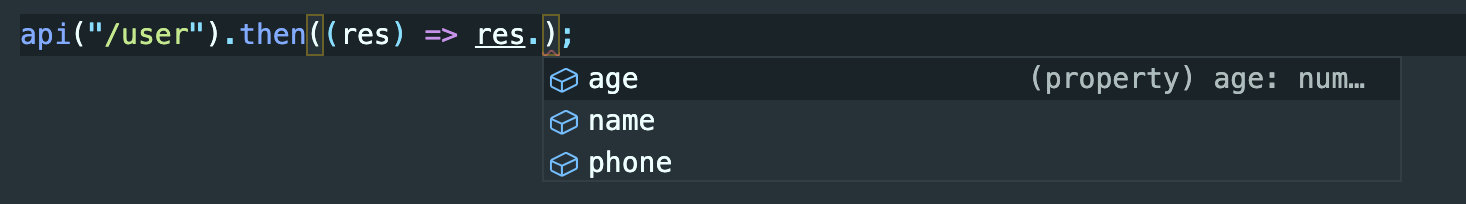 api("/user").then((res) => res.);
age (property) age: num…
name
phone